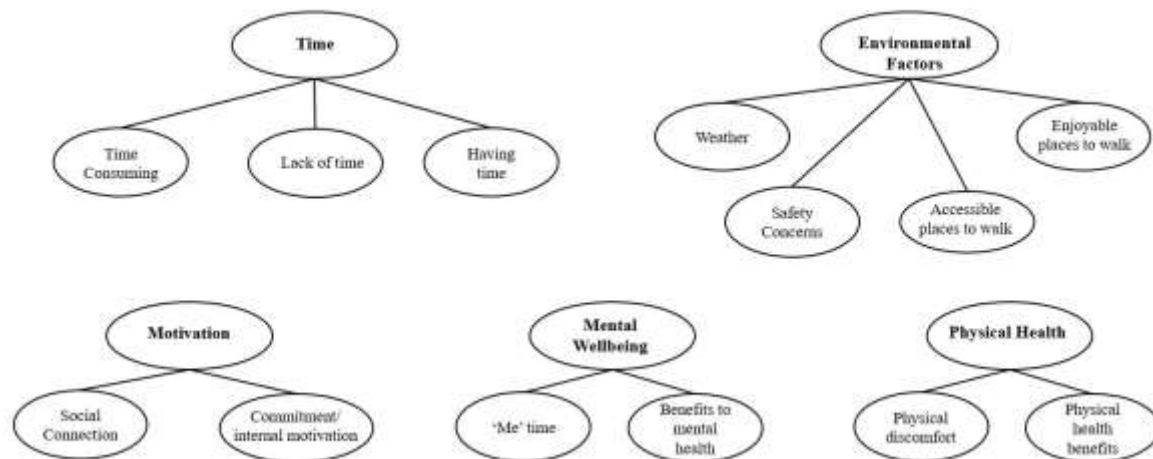 Time
Environmental
Factors
Time
Consuming
Lack of time
Having
time
Weather
Enjoyable
places to walk
Safety
Concerns
Accessible
places to walk
Motivation
Mental
Wellbeing
Physical Health
Social
Connection
Commitment/
internal motivation
'Me' time
Benefits to
mental
health
Physical
discomfort
Physical
health
benefits